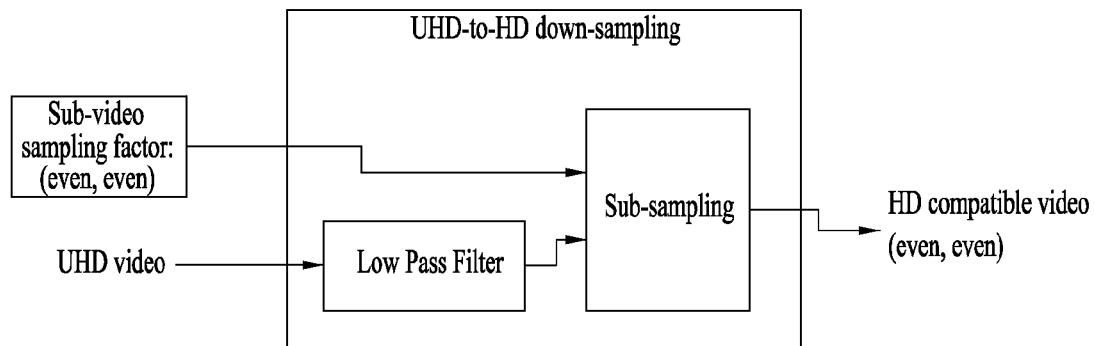 UHD-to-HD down-sampling
Sub-video
sampling factor:
(even, even)
Sub-sampling
HD compatible video
(even, even)
UHD video
Low Pass Filter